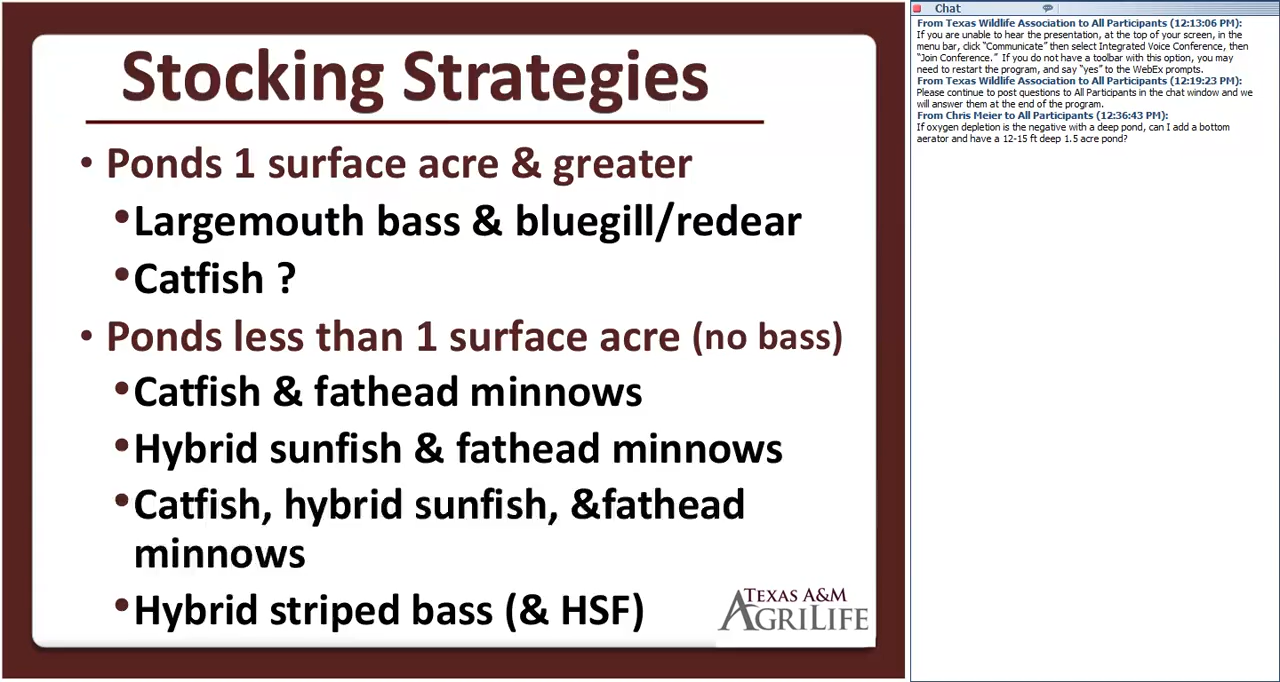 Stocking Strategies
• Ponds 1 surface acre & greater
•Largemouth bass & bluegill/redear
•Catfish ?
• Ponds less than 1 surface acre (no bass)
•Catfish & fathead minnows
•Hybrid sunfish & fathead minnows
•Catfish, hybrid sunfish, &fathead
minnows
•Hybrid striped bass (& HSF)
TEXAS A&M
AGRILIFE
Chat
From Texas Wildlife Association to All Participants (12:13:06 PM):
If you are unable to hear the presentation, at the top of your screen, in the
menu bar, click “Communicate” then select Integrated Voice Conference, then
“Join Conference.” If you do not have a toolbar with this option, you may
need to restart the program, and say “yes” to the WebEx prompts.
From Texas Wildlife Association to All Participants (12:19:23 PM):
Please continue to post questions to All Participants in the chat window and we
will answer them at the end of the program.
From Chris Meier to All Participants (12:36:43 PM):
If oxygen depletion is the negative with a deep pond, can I add a bottom
aerator and have a 12-15 ft deep 1.5 acre pond?